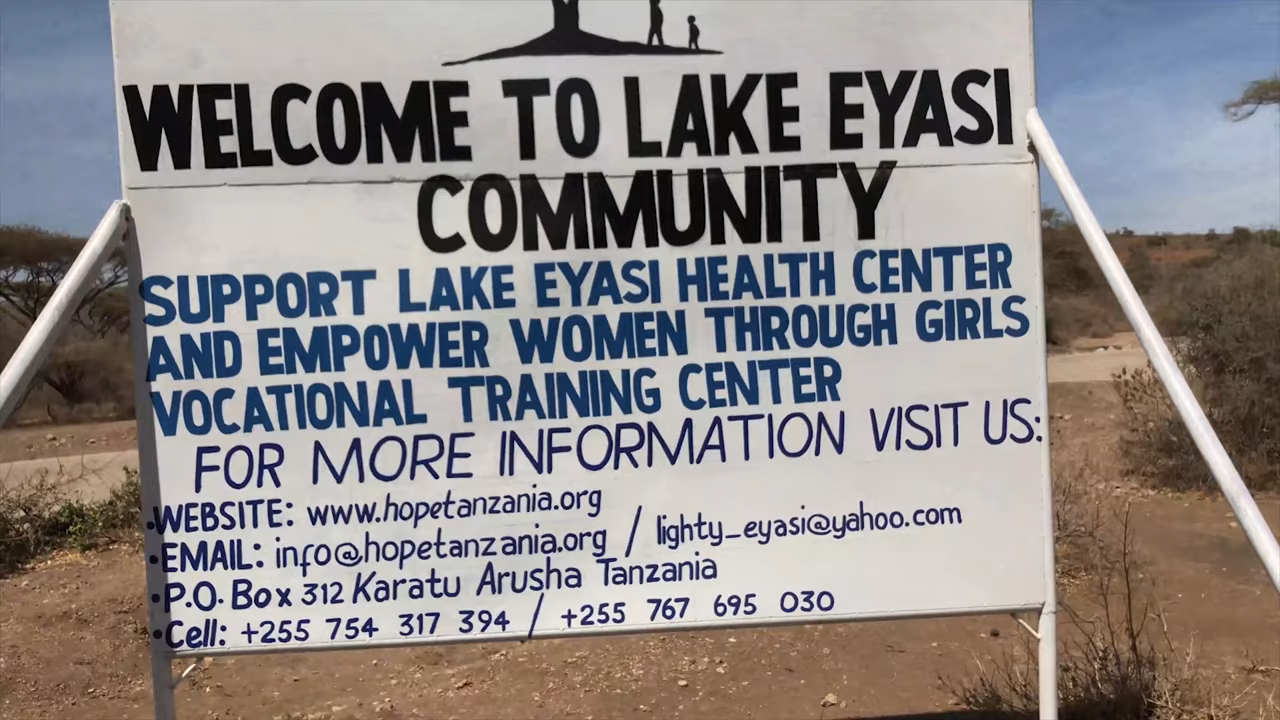 WELCOME TO LAKE EYASI
COMMUNITY
SUPPORT LAKE EYASI HEALTH CENTER
AND EMPOWER WOMEN THROUGH GIRLS
VOCATIONAL TRAINING CENTER
FOR MORE INFORMATION VISIT US:
•WEBSITE: www.hopetanzania.org
•EMAIL: info@hopetanzania.org / lighty_eyasi@yahoo.com
•P.O. Box 312 Karatu Arusha Tanzania
•Cell: +255 754 317 394 / +255 767 695 030